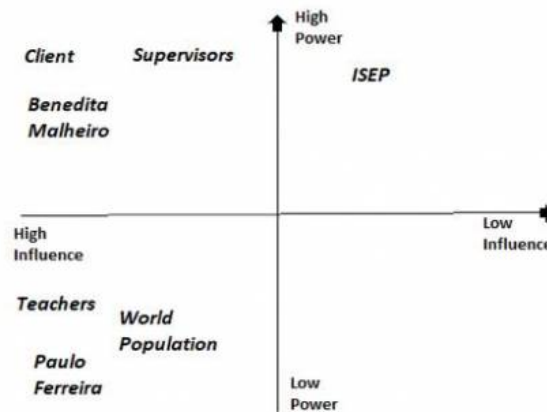 High
Power
Client
Supervisors
ISEP
Benedita
Malheiro
High
Influence
Low
Influence
Teachers
World
Population
Paulo
Ferreira
Low
Power